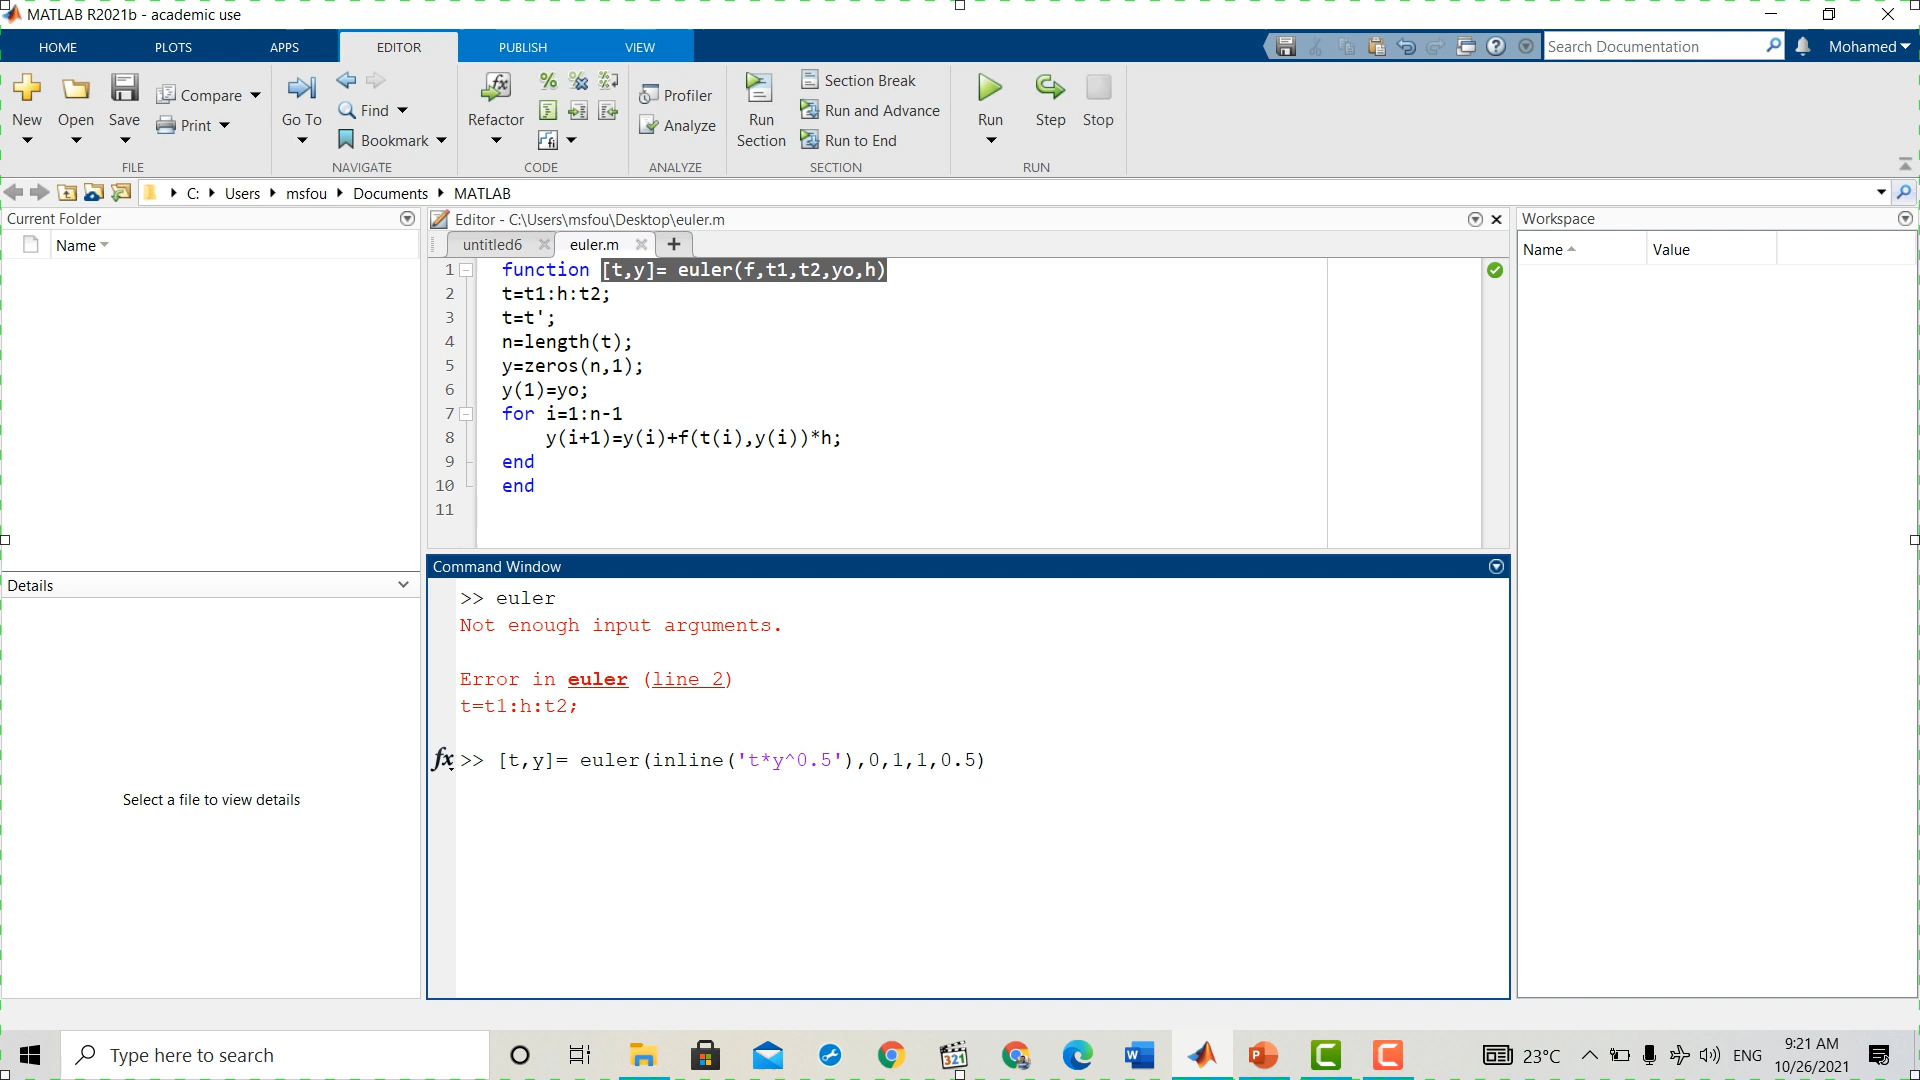 MATLAB R2021b - academic use
HOME PLOTS APPS EDITOR PUBLISH VIEW Search Documentation Mohamed
New Open Save Compare Print Go To Find Bookmark Refactor Profiler Analyze Run Section Section Break Run and Advance Run to End Run Step Stop
FILE NAVIGATE CODE ANALYZE SECTION RUN
C: Users msfou Documents MATLAB
Current Folder
Name
Details
Select a file to view details
Editor - C:\Users\msfou\Desktop\euler.m
untitled6 euler.m +
1 function [t,y]= euler(f,t1,t2,yo,h)
2 t=t1:h:t2;
3 t=t';
4 n=length(t);
5 y=zeros(n,1);
6 y(1)=yo;
7 for i=1:n-1
8 y(i+1)=y(i)+f(t(i),y(i))*h;
9 end
10 end
11
Command Window
>> euler
Not enough input arguments.
Error in euler (line 2)
t=t1:h:t2;
fx >> [t,y]= euler(inline('t*y^0.5'),0,1,1,0.5)
Workspace
Name Value
Type here to search
321
23°C ENG 9:21 AM
10/26/2021